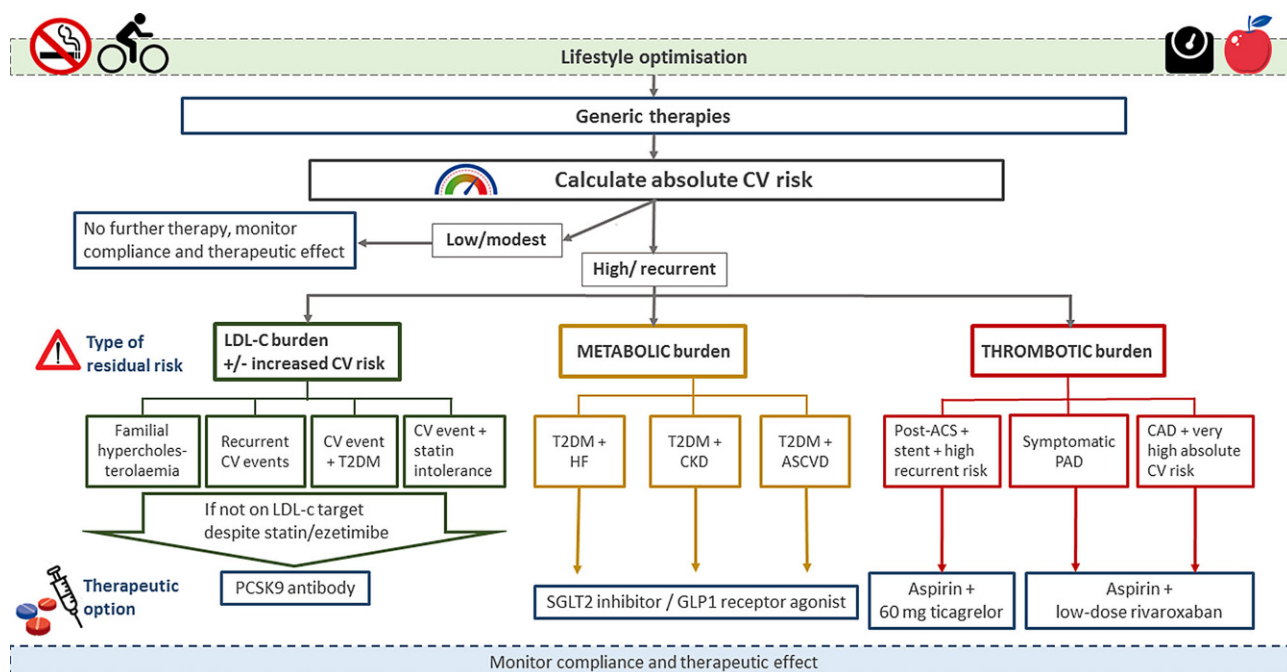 Lifestyle optimisation
Generic therapies
Calculate absolute CV risk
No further therapy, monitor
compliance and therapeutic effect
Low/modest
High/ recurrent
Type of
residual risk
LDL-C burden
+/- increased CV risk
METABOLIC burden
THROMBOTIC burden
Familial
hypercholes-
terolaemia
Recurrent
CV events
CV event
+ T2DM
CV event +
statin
intolerance
T2DM +
HF
T2DM +
CKD
T2DM +
ASCVD
Post-ACS +
stent + high
recurrent risk
Symptomatic
PAD
CAD + very
high absolute
CV risk
If not on LDL-c target
despite statin/ezetimibe
Therapeutic
option
PCSK9 antibody
SGLT2 inhibitor / GLP1 receptor agonist
Aspirin +
60 mg ticagrelor
Aspirin +
low-dose rivaroxaban
Monitor compliance and therapeutic effect